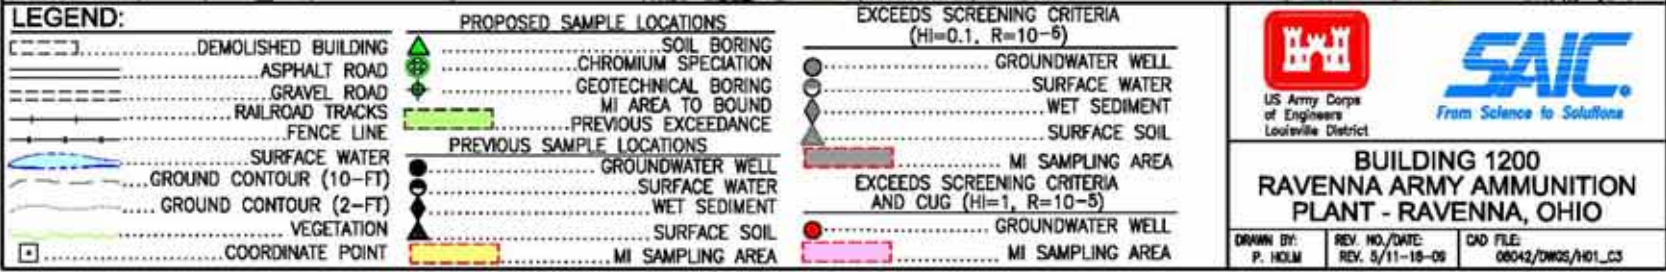 LEGEND:
DEMOLISHED BUILDING
ASPHALT ROAD
GRAVEL ROAD
RAILROAD TRACKS
FENCE LINE
SURFACE WATER
GROUND CONTOUR (10-FT)
GROUND CONTOUR (2-FT)
VEGETATION
COORDINATE POINT
PROPOSED SAMPLE LOCATIONS
SOIL BORING
CHROMIUM SPECIATION
GEOTECHNICAL BORING
MI AREA TO BOUND
PREVIOUS EXCEEDANCE
PREVIOUS SAMPLE LOCATIONS
GROUNDWATER WELL
SURFACE WATER
WET SEDIMENT
SURFACE SOIL
MI SAMPLING AREA
EXCEEDS SCREENING CRITERIA
(HI=0.1, R=10-6)
GROUNDWATER WELL
SURFACE WATER
WET SEDIMENT
SURFACE SOIL
MI SAMPLING AREA
EXCEEDS SCREENING CRITERIA
AND CUG (HI=1, R=10-5)
GROUNDWATER WELL
MI SAMPLING AREA
US Army Corps
of Engineers
Louisville District
SAIC.
From Science to Solutions
BUILDING 1200
RAVENNA ARMY AMMUNITION
PLANT - RAVENNA, OHIO
DRAWN BY:
P. HOLM
REV. NO./DATE:
REV. 5/11-18-09
CAD FILE:
06042/DWGS/H01_C3